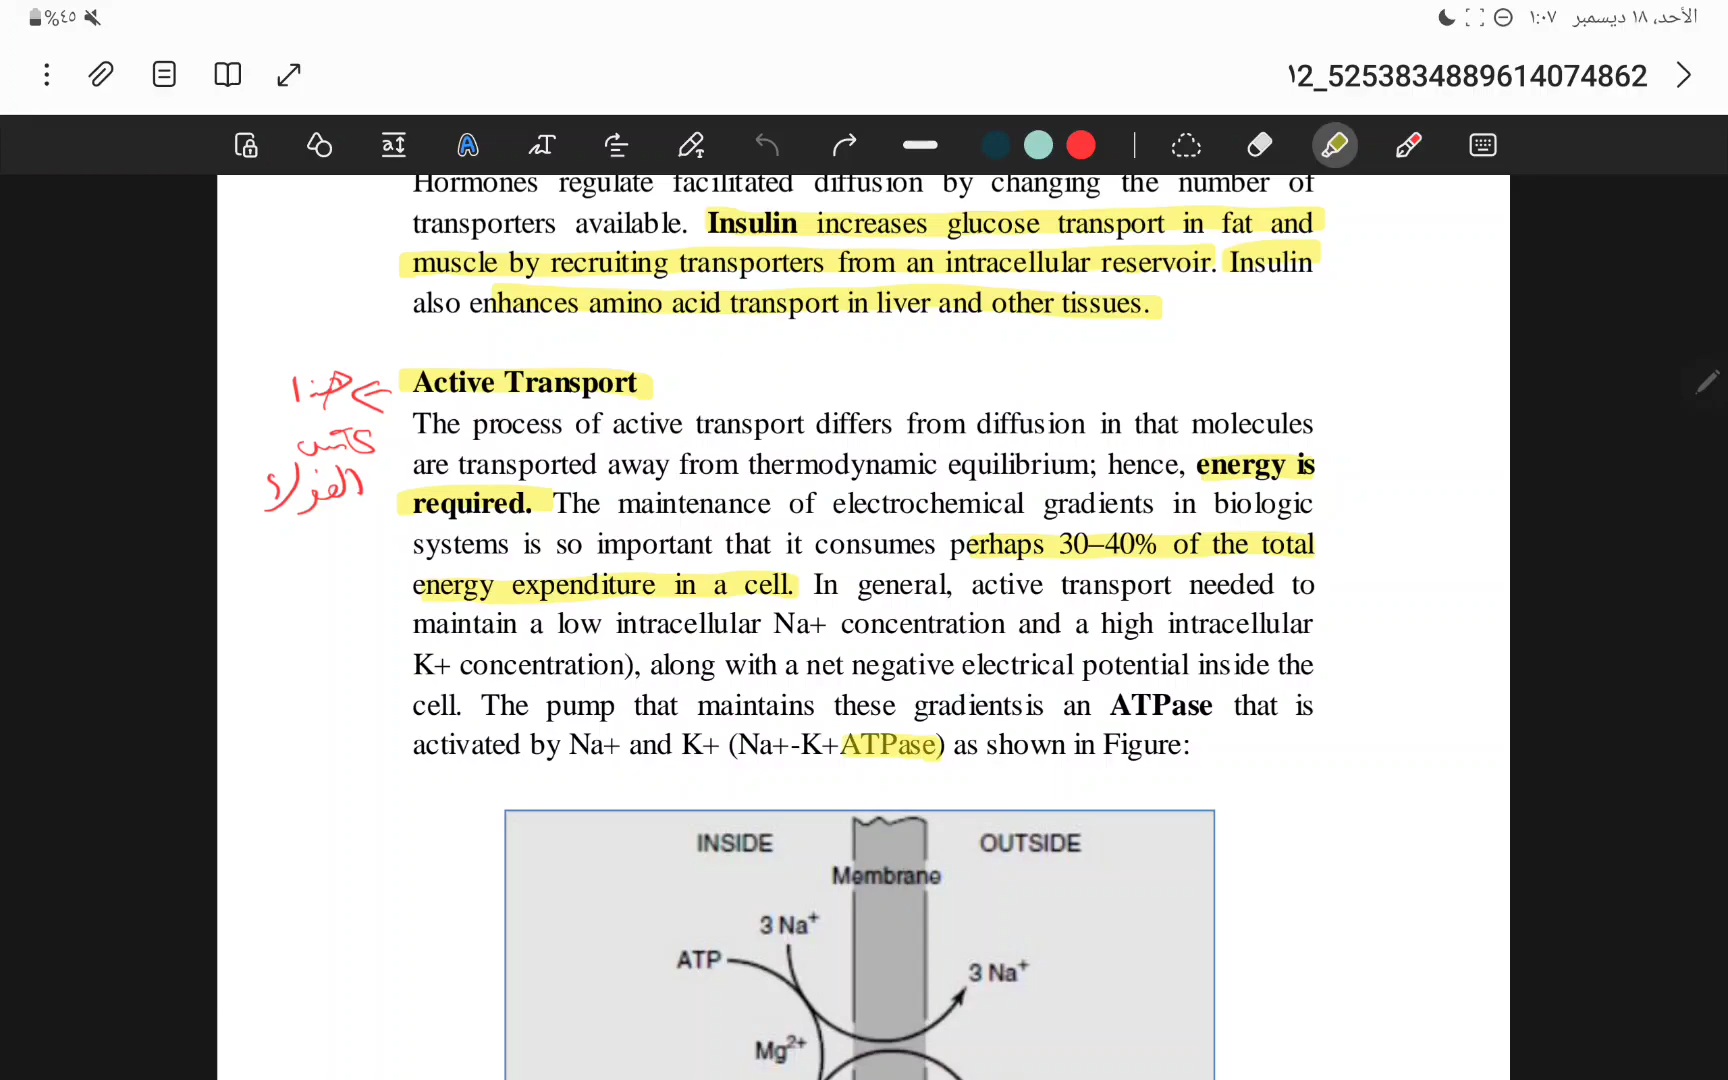 %٤٥
الأحد، ١٨ ديسمبر ١:٠٧
١2_5253834889614074862
Hormones regulate facilitated diffusion by changing the number of
transporters available. Insulin increases glucose transport in fat and
muscle by recruiting transporters from an intracellular reservoir. Insulin
also enhances amino acid transport in liver and other tissues.
Active Transport
هنا
The process of active transport differs from diffusion in that molecules
are transported away from thermodynamic equilibrium; hence, energy is
required. The maintenance of electrochemical gradients in biologic
systems is so important that it consumes perhaps 30–40% of the total
energy expenditure in a cell. In general, active transport needed to
maintain a low intracellular Na+ concentration and a high intracellular
K+ concentration), along with a net negative electrical potential inside the
cell. The pump that maintains these gradientsis an ATPase that is
activated by Na+ and K+ (Na+-K+ATPase) as shown in Figure:
INSIDE OUTSIDE
Membrane
3 Na+
ATP
3 Na+
Mg2+